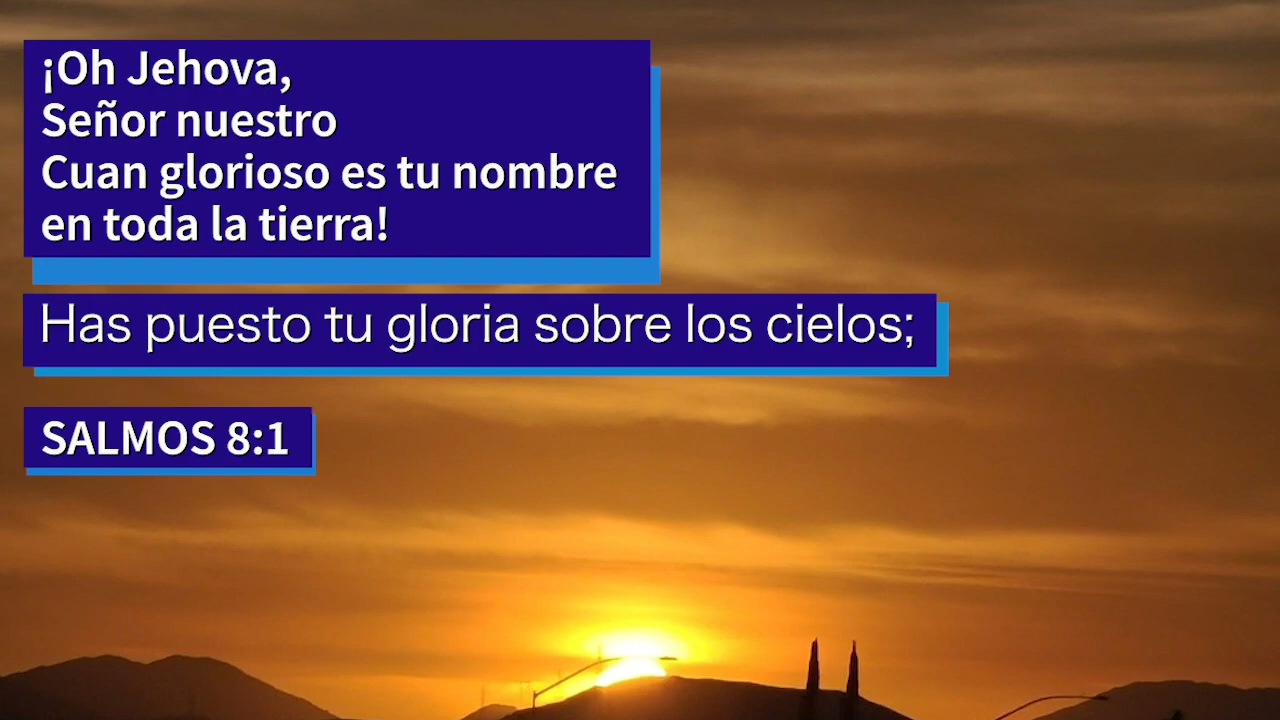 ¡Oh Jehova,
Señor nuestro
Cuan glorioso es tu nombre
en toda la tierra!
Has puesto tu gloria sobre los cielos;
SALMOS 8:1